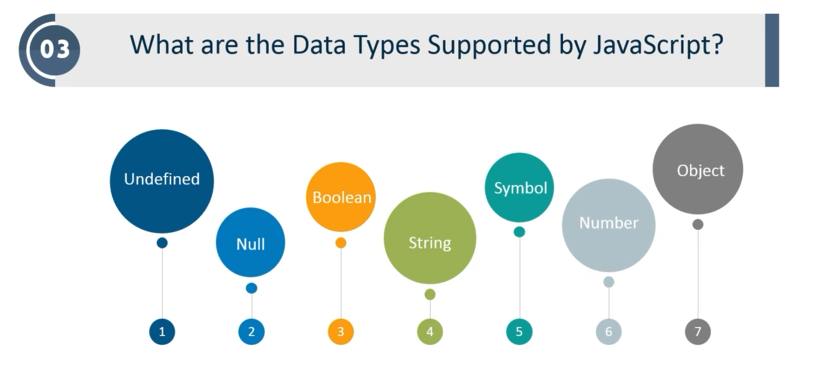 03
What are the Data Types Supported by JavaScript?
Undefined
Null
Boolean
String
Symbol
Number
Object
1
2
3
4
5
6
7